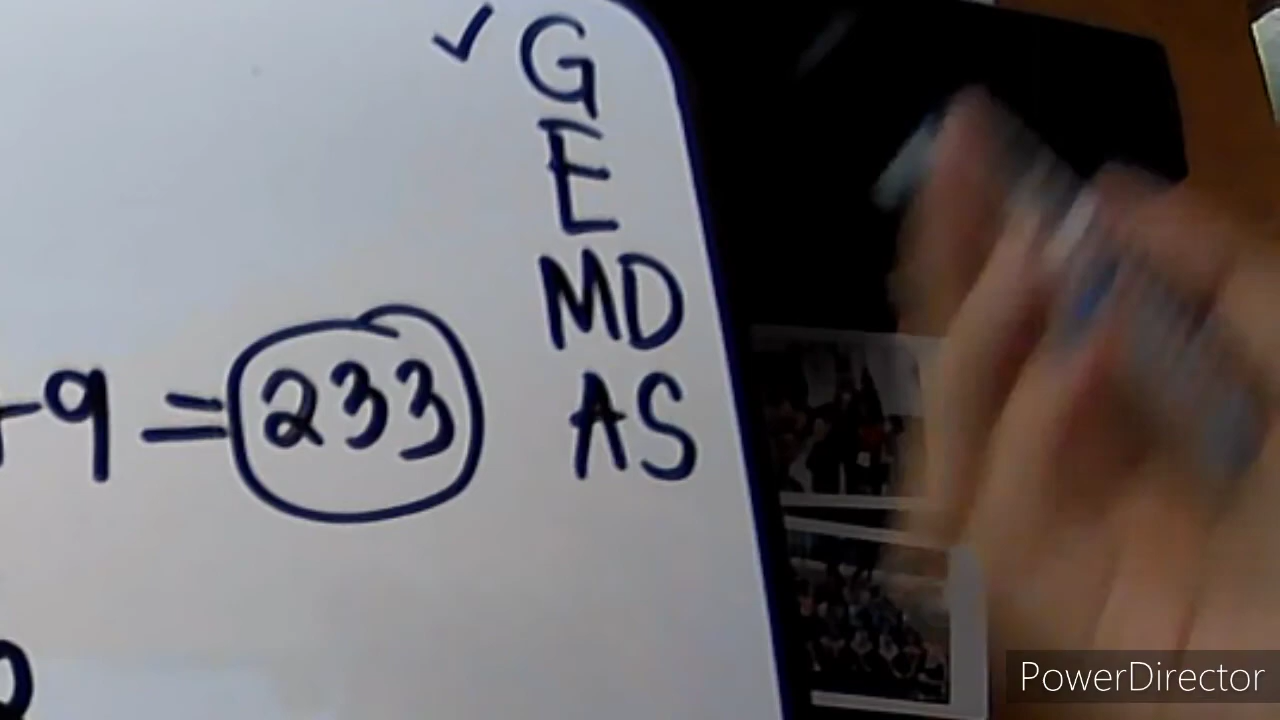 ✓ G
E
MD
+9 = 233
AS
PowerDirector